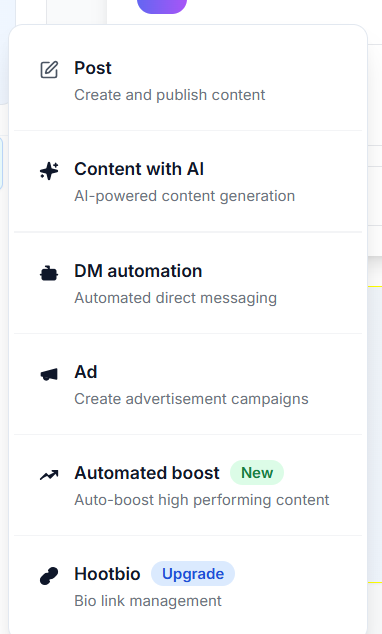 Post
Create and publish content
Content with AI
AI-powered content generation
DM automation
Automated direct messaging
Ad
Create advertisement campaigns
Automated boost New
Auto-boost high performing content
Hootbio Upgrade
Bio link management